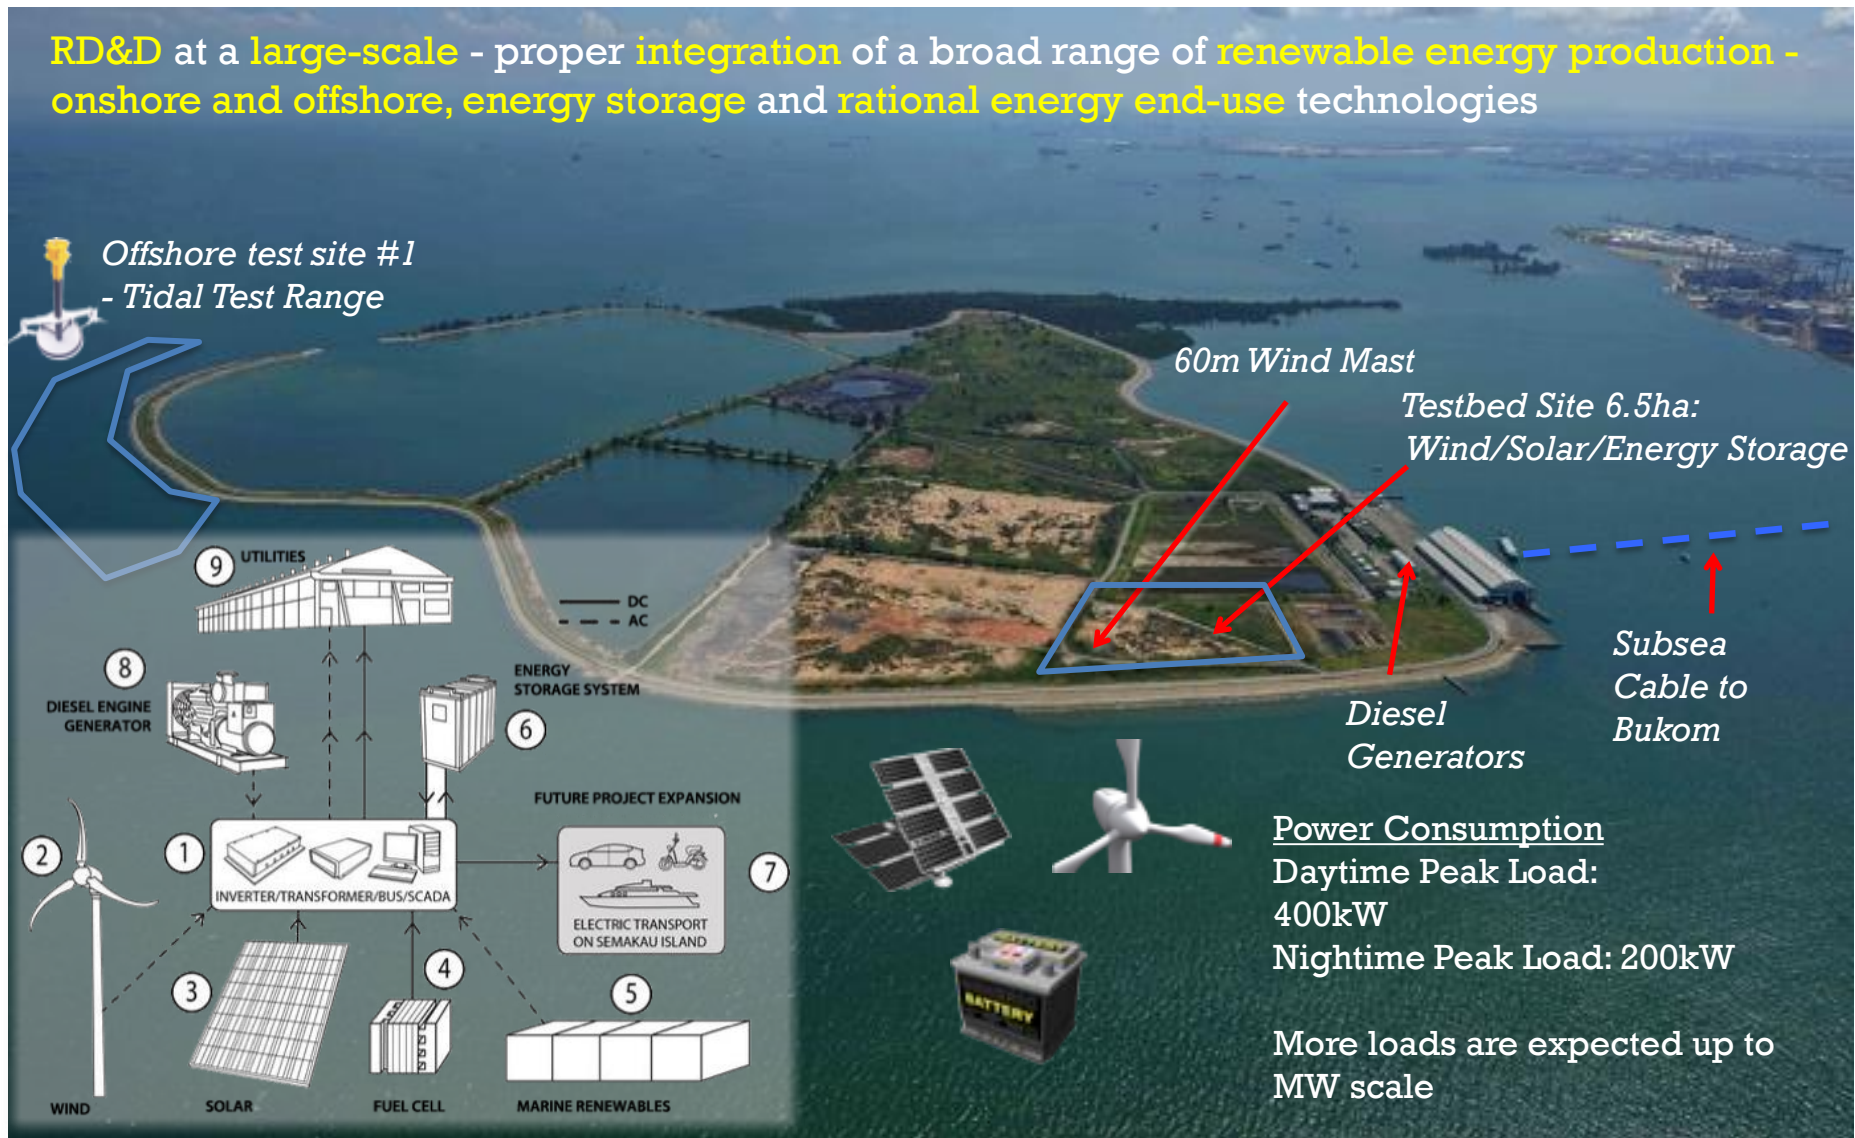 RD&D at a large-scale - proper integration of a broad range of renewable energy production -
onshore and offshore, energy storage and rational energy end-use technologies
Offshore test site #1
- Tidal Test Range
60m Wind Mast
Testbed Site 6.5ha:
Wind/Solar/Energy Storage
Subsea
Cable to
Bukom
Diesel
Generators
9
UTILITIES
DC
AC
8
DIESEL ENGINE
GENERATOR
ENERGY
STORAGE SYSTEM
6
FUTURE PROJECT EXPANSION
2
1
INVERTER/TRANSFORMER/BUS/SCADA
7
ELECTRIC TRANSPORT
ON SEMAKAU ISLAND
3
4
5
WIND
SOLAR
FUEL CELL
MARINE RENEWABLES
BATTERY
BATTERY
Power Consumption
Daytime Peak Load:
400kW
Nightime Peak Load: 200kW
More loads are expected up to
MW scale